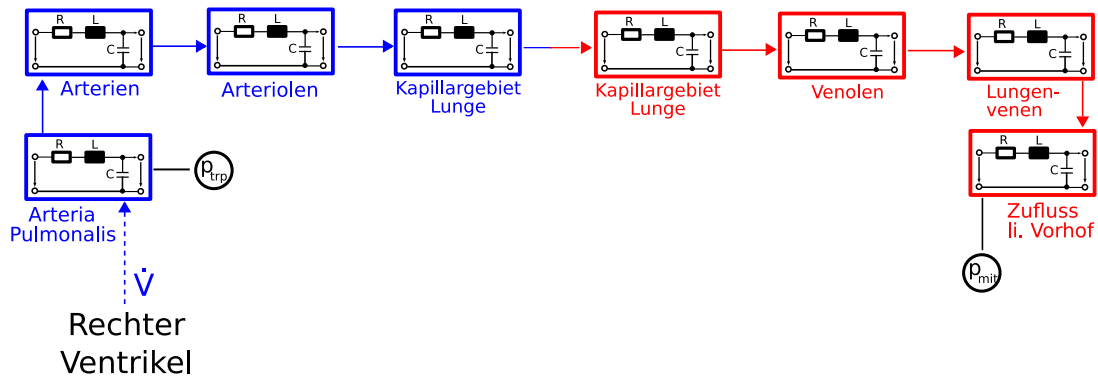 R L C
R L C
R L C
R L C
R L C
R L C
Arterien
Arteriolen
Kapillargebiet
Lunge
Kapillargebiet
Lunge
Venolen
Lungen-
venen
R L C
p_trp
R L C
Arteria
Pulmonalis
Zufluss
li. Vorhof
V̇
p_mit
Rechter
Ventrikel